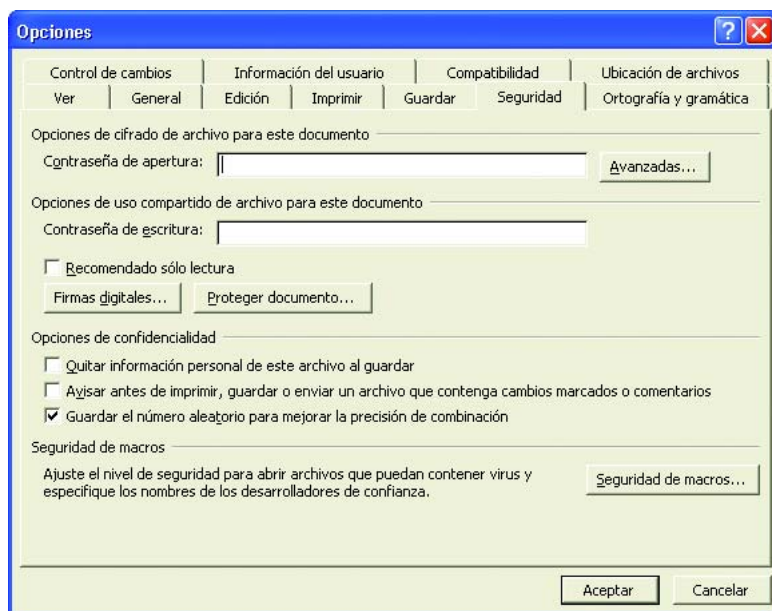 Opciones
Control de cambios Información del usuario Compatibilidad Ubicación de archivos
Ver General Edición Imprimir Guardar Seguridad Ortografía y gramática
Opciones de cifrado de archivo para este documento
Contraseña de apertura: Avanzadas...
Opciones de uso compartido de archivo para este documento
Contraseña de escritura:
Recomendado sólo lectura
Firmas digitales... Proteger documento...
Opciones de confidencialidad
Quitar información personal de este archivo al guardar
Avisar antes de imprimir, guardar o enviar un archivo que contenga cambios marcados o comentarios
Guardar el número aleatorio para mejorar la precisión de combinación
Seguridad de macros
Ajuste el nivel de seguridad para abrir archivos que puedan contener virus y
especifique los nombres de los desarrolladores de confianza. Seguridad de macros...
Aceptar Cancelar